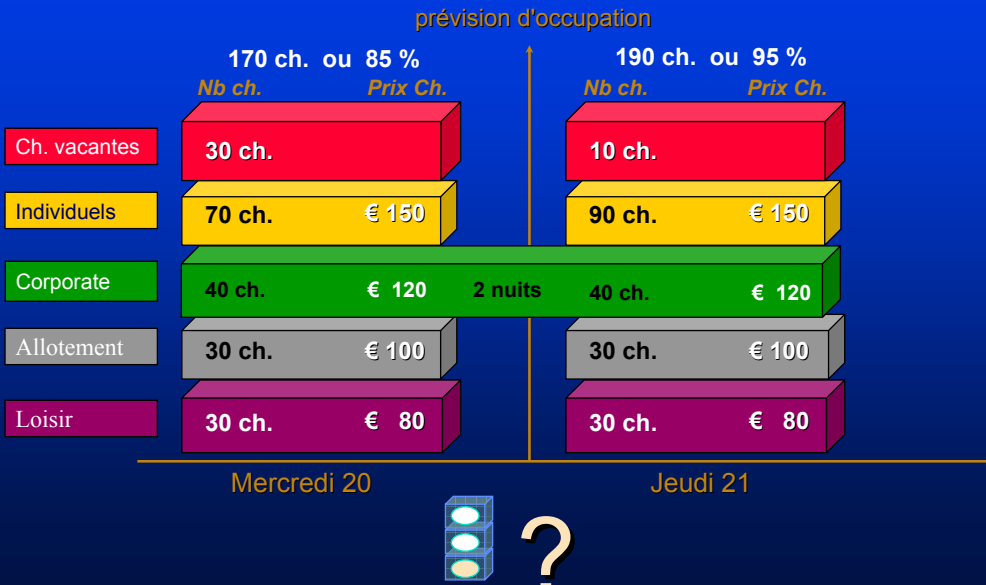 prévision d'occupation
170 ch. ou 85 %
190 ch. ou 95 %
Nb ch. Prix Ch.
Nb ch. Prix Ch.
Ch. vacantes
30 ch.
10 ch.
Individuels
70 ch. € 150
90 ch. € 150
Corporate
40 ch. € 120 2 nuits 40 ch. € 120
Allotement
30 ch. € 100
30 ch. € 100
Loisir
30 ch. € 80
30 ch. € 80
Mercredi 20
Jeudi 21
?